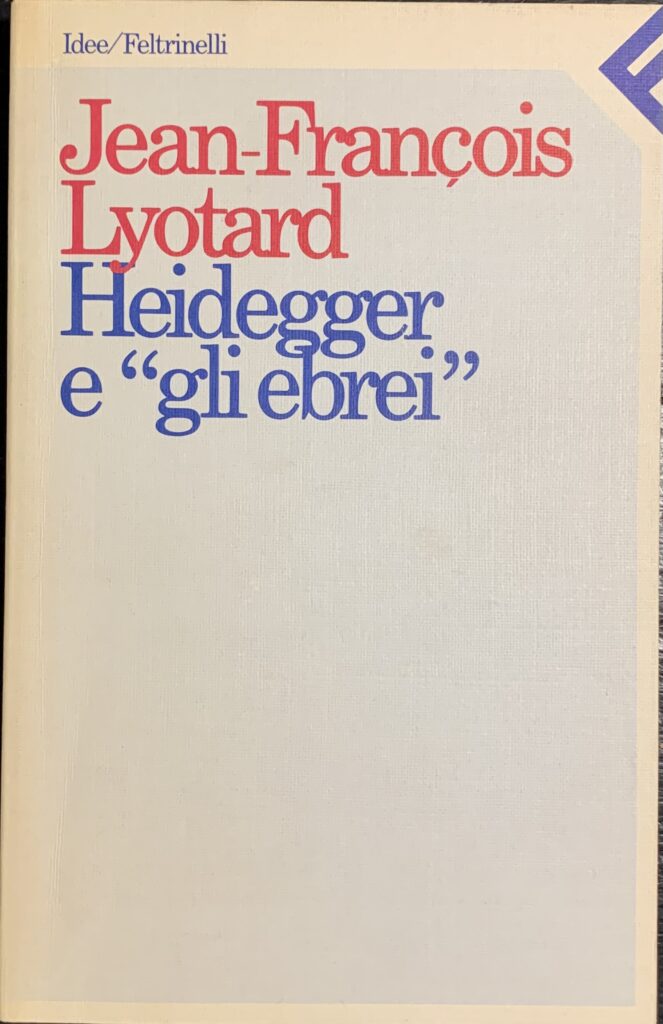 Idee/Feltrinelli
Jean-François
Lyotard
Heidegger
e “gli ebrei”